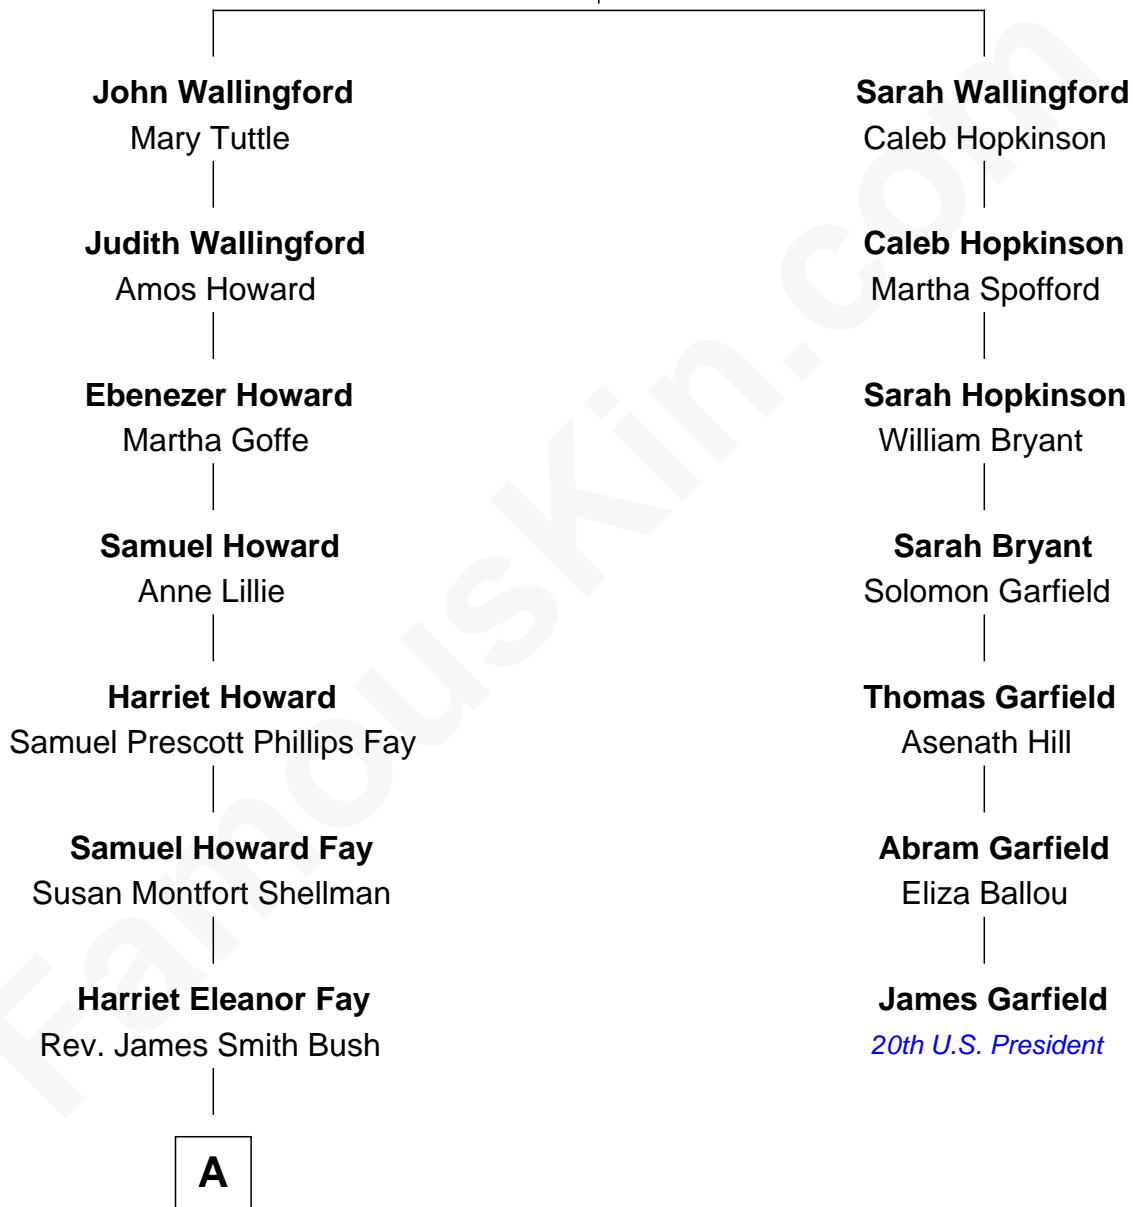 John Wallingford
Mary Tuttle
Judith Wallingford
Amos Howard
Ebenezer Howard
Martha Goffe
Samuel Howard
Anne Lillie
Harriet Howard
Samuel Prescott Phillips Fay
Samuel Howard Fay
Susan Montfort Shellman
Harriet Eleanor Fay
Rev. James Smith Bush
A
Sarah Wallingford
Caleb Hopkinson
Caleb Hopkinson
Martha Spofford
Sarah Hopkinson
William Bryant
Sarah Bryant
Solomon Garfield
Thomas Garfield
Asenath Hill
Abram Garfield
Eliza Ballou
James Garfield
20th U.S. President
FamousKin.com